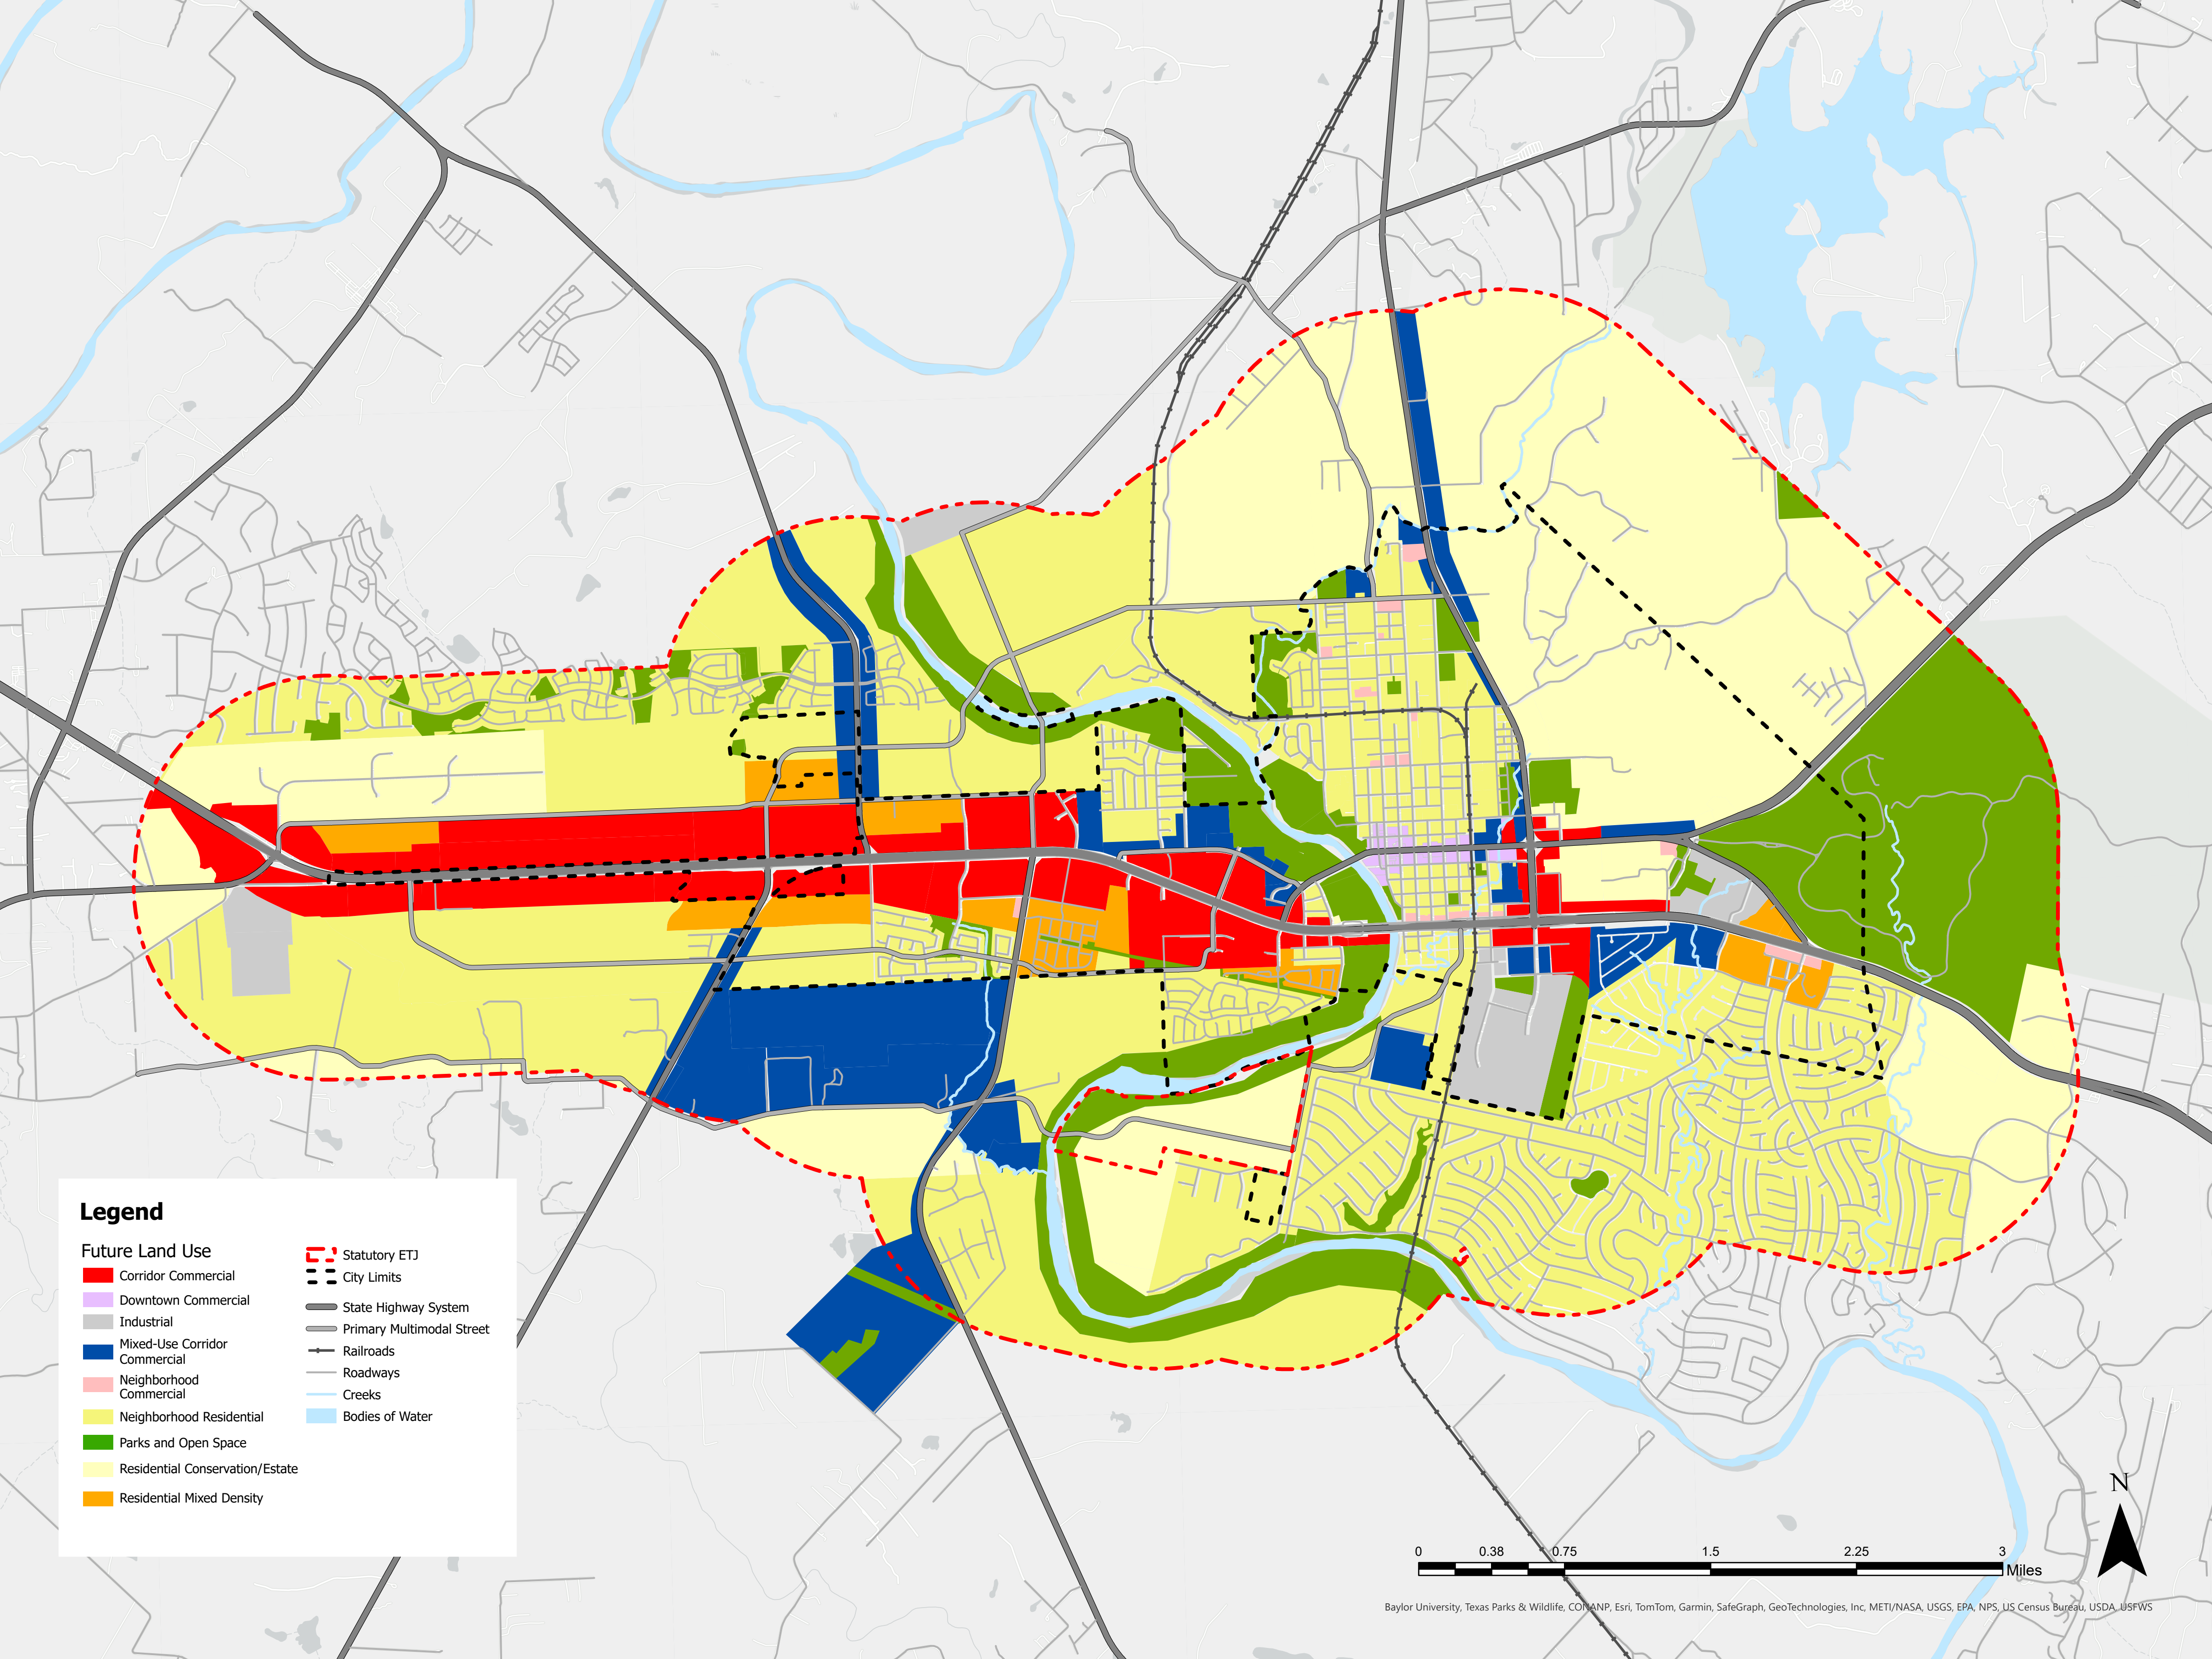 Legend
Future Land Use
Corridor Commercial
Downtown Commercial
Industrial
Mixed-Use Corridor
Commercial
Neighborhood
Commercial
Neighborhood Residential
Parks and Open Space
Residential Conservation/Estate
Residential Mixed Density
Statutory ETJ
City Limits
State Highway System
Primary Multimodal Street
Railroads
Roadways
Creeks
Bodies of Water
N
0 0.38 0.75 1.5 2.25 3
Miles
Baylor University, Texas Parks & Wildlife, CONANP, Esri, TomTom, Garmin, SafeGraph, GeoTechnologies, Inc, METI/NASA, USGS, EPA, NPS, US Census Bureau, USDA, USFWS